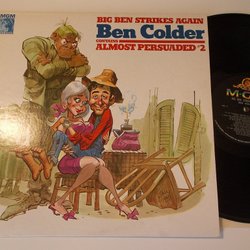 MGM
BIG BEN STRIKES AGAIN
Ben Colder
CONTAINS
ALMOST PERSUADED #2
M-G-M